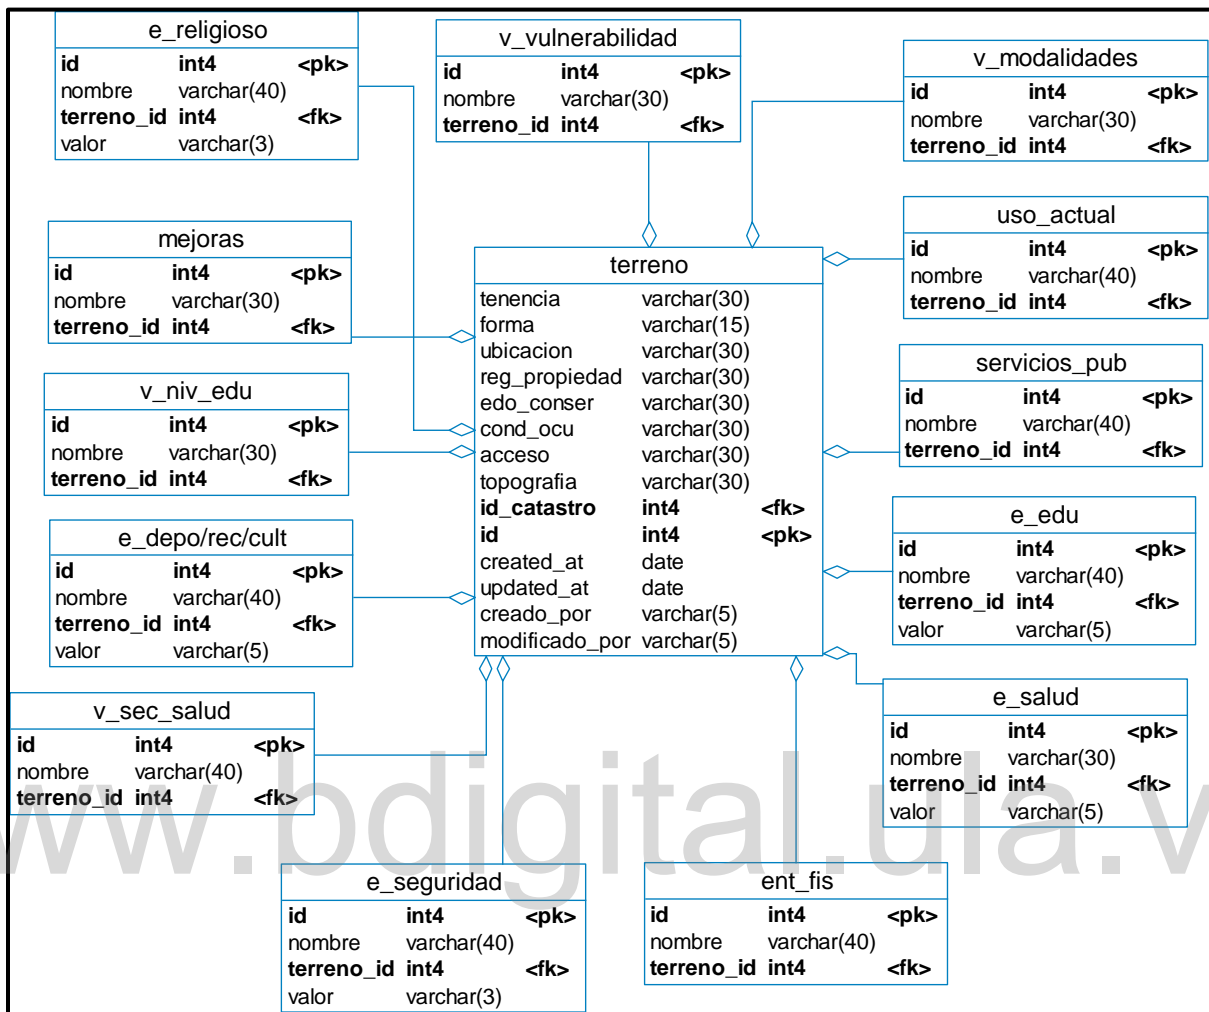 e_religioso
id int4 <pk>
nombre varchar(40)
terreno_id int4 <fk>
valor varchar(3)
v_vulnerabilidad
id int4 <pk>
nombre varchar(30)
terreno_id int4 <fk>
v_modalidades
id int4 <pk>
nombre varchar(30)
terreno_id int4 <fk>
mejoras
id int4 <pk>
nombre varchar(30)
terreno_id int4 <fk>
terreno
tenencia varchar(30)
forma varchar(15)
ubicacion varchar(30)
reg_propiedad varchar(30)
edo_conser varchar(30)
cond_ocu varchar(30)
acceso varchar(30)
topografia varchar(30)
id_catastro int4 <fk>
id int4 <pk>
created_at date
updated_at date
creado_por varchar(5)
modificado_por varchar(5)
uso_actual
id int4 <pk>
nombre varchar(40)
terreno_id int4 <fk>
v_niv_edu
id int4 <pk>
nombre varchar(30)
terreno_id int4 <fk>
servicios_pub
id int4 <pk>
nombre varchar(40)
terreno_id int4 <fk>
e_depo/rec/cult
id int4 <pk>
nombre varchar(40)
terreno_id int4 <fk>
valor varchar(5)
e_edu
id int4 <pk>
nombre varchar(40)
terreno_id int4 <fk>
valor varchar(5)
v_sec_salud
id int4 <pk>
nombre varchar(40)
terreno_id int4 <fk>
e_salud
id int4 <pk>
nombre varchar(30)
terreno_id int4 <fk>
valor varchar(5)
e_seguridad
id int4 <pk>
nombre varchar(40)
terreno_id int4 <fk>
valor varchar(3)
ent_fis
id int4 <pk>
nombre varchar(40)
terreno_id int4 <fk>
ww.bdigital.ula.v